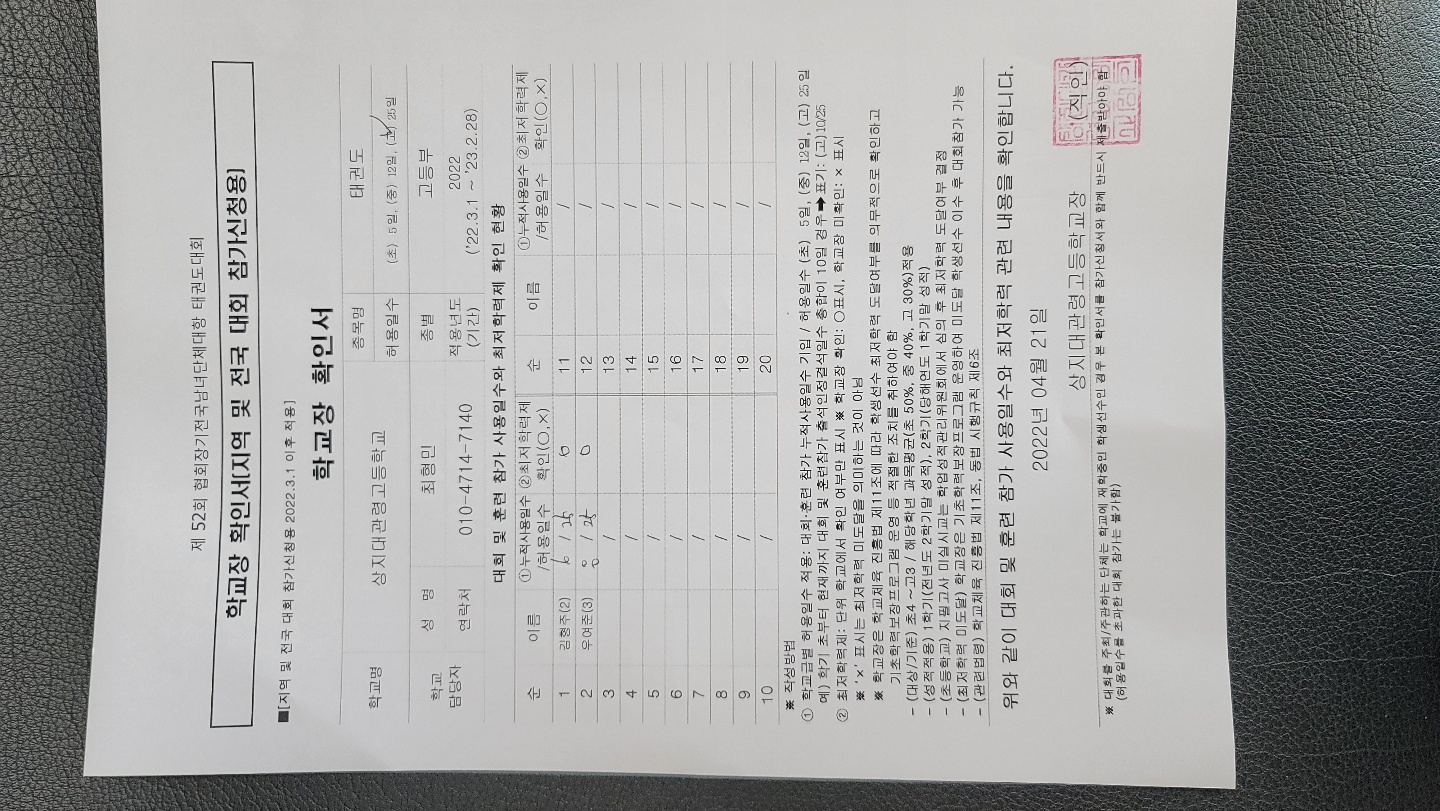 제 52회 협회장기전국남녀단체대항 태권도대회
학교장 확인서(지역 및 전국 대회 참가신청용)
■[지역 및 전국 대회 참가신청용 2022.3.1 이후 적용]
학교장 확인서
학교명 상지대관령고등학교 종목명 태권도
허용일수 (초) 5일, (중) 12일, (고) 25일
학교 담당자 성 명 최형민 종별 고등부
연락처 010-4714-7140 적용년도 (기간) 2022 ('22.3.1 ~ '23.2.28)
대회 및 훈련 참가 사용일수와 최저학력제 확인 현황
순 이름 ①누적사용일수 /허용일수 ②최저학력제 확인(○,×) 순 이름 ①누적사용일수 /허용일수 ②최저학력제 확인(○,×)
1 김형주(2) 6 / 25 0 11 /
2 우여준(3) / 25 0 12 /
3 / 13 /
4 / 14 /
5 / 15 /
6 / 16 /
7 / 17 /
8 / 18 /
9 / 19 /
10 / 20 /
※ 작성방법
① 학교급별 허용일수 적용: 대회·훈련 참가 누적사용일수 기입 / 허용일수 (초) 5일, (중) 12일, (고) 25일
예) 학기 초부터 현재까지 대회 및 훈련참가 출석인정결석일수 총합이 10일 경우 ➡ 표기: (고)10/25
② 최저학력제: 단위 학교에서 확인 여부만 표시 ※ 학교장 확인: ○표시, 학교장 미확인: × 표시
※ '×' 표시는 최저학력 미도달을 의미하는 것이 아님
※ 학교장은 학교체육 진흥법 제11조에 따라 학생선수 최저학력 도달여부를 의무적으로 확인하고
기초학력보장프로그램 운영 등 적절한 조치를 취하여야 함
- (대상/기준) 초4 ~고3 / 해당학년 과목평균(초 50%, 중 40%, 고 30%)적용
- (성적적용) 1학기(전년도 2학기말 성적), 2학기(당해연도 1학기말 성적)
- (초등학교) 지필고사 미실시교는 학업성적관리위원회에서 심의 후 최저학력 도달여부 결정
- (최저학력 미도달) 학교장은 기초학력보장프로그램 운영하여 미도달 학생선수 이수 후 대회참가 가능
- (관련법령) 학교체육 진흥법 제11조, 동법 시행규칙 제6조
위와 같이 대회 및 훈련 참가 사용일수와 최저학력 관련 내용을 확인합니다.
2022년 04월 21일
상지대관령고등학교장 (직인)
※ 대회를 주최/주관하는 단체는 학교에 재학중인 학생선수인 경우 본 확인서를 참가신청서와 함께 반드시 제출받아야 함
(허용일수를 초과한 대회 참가는 불가함)